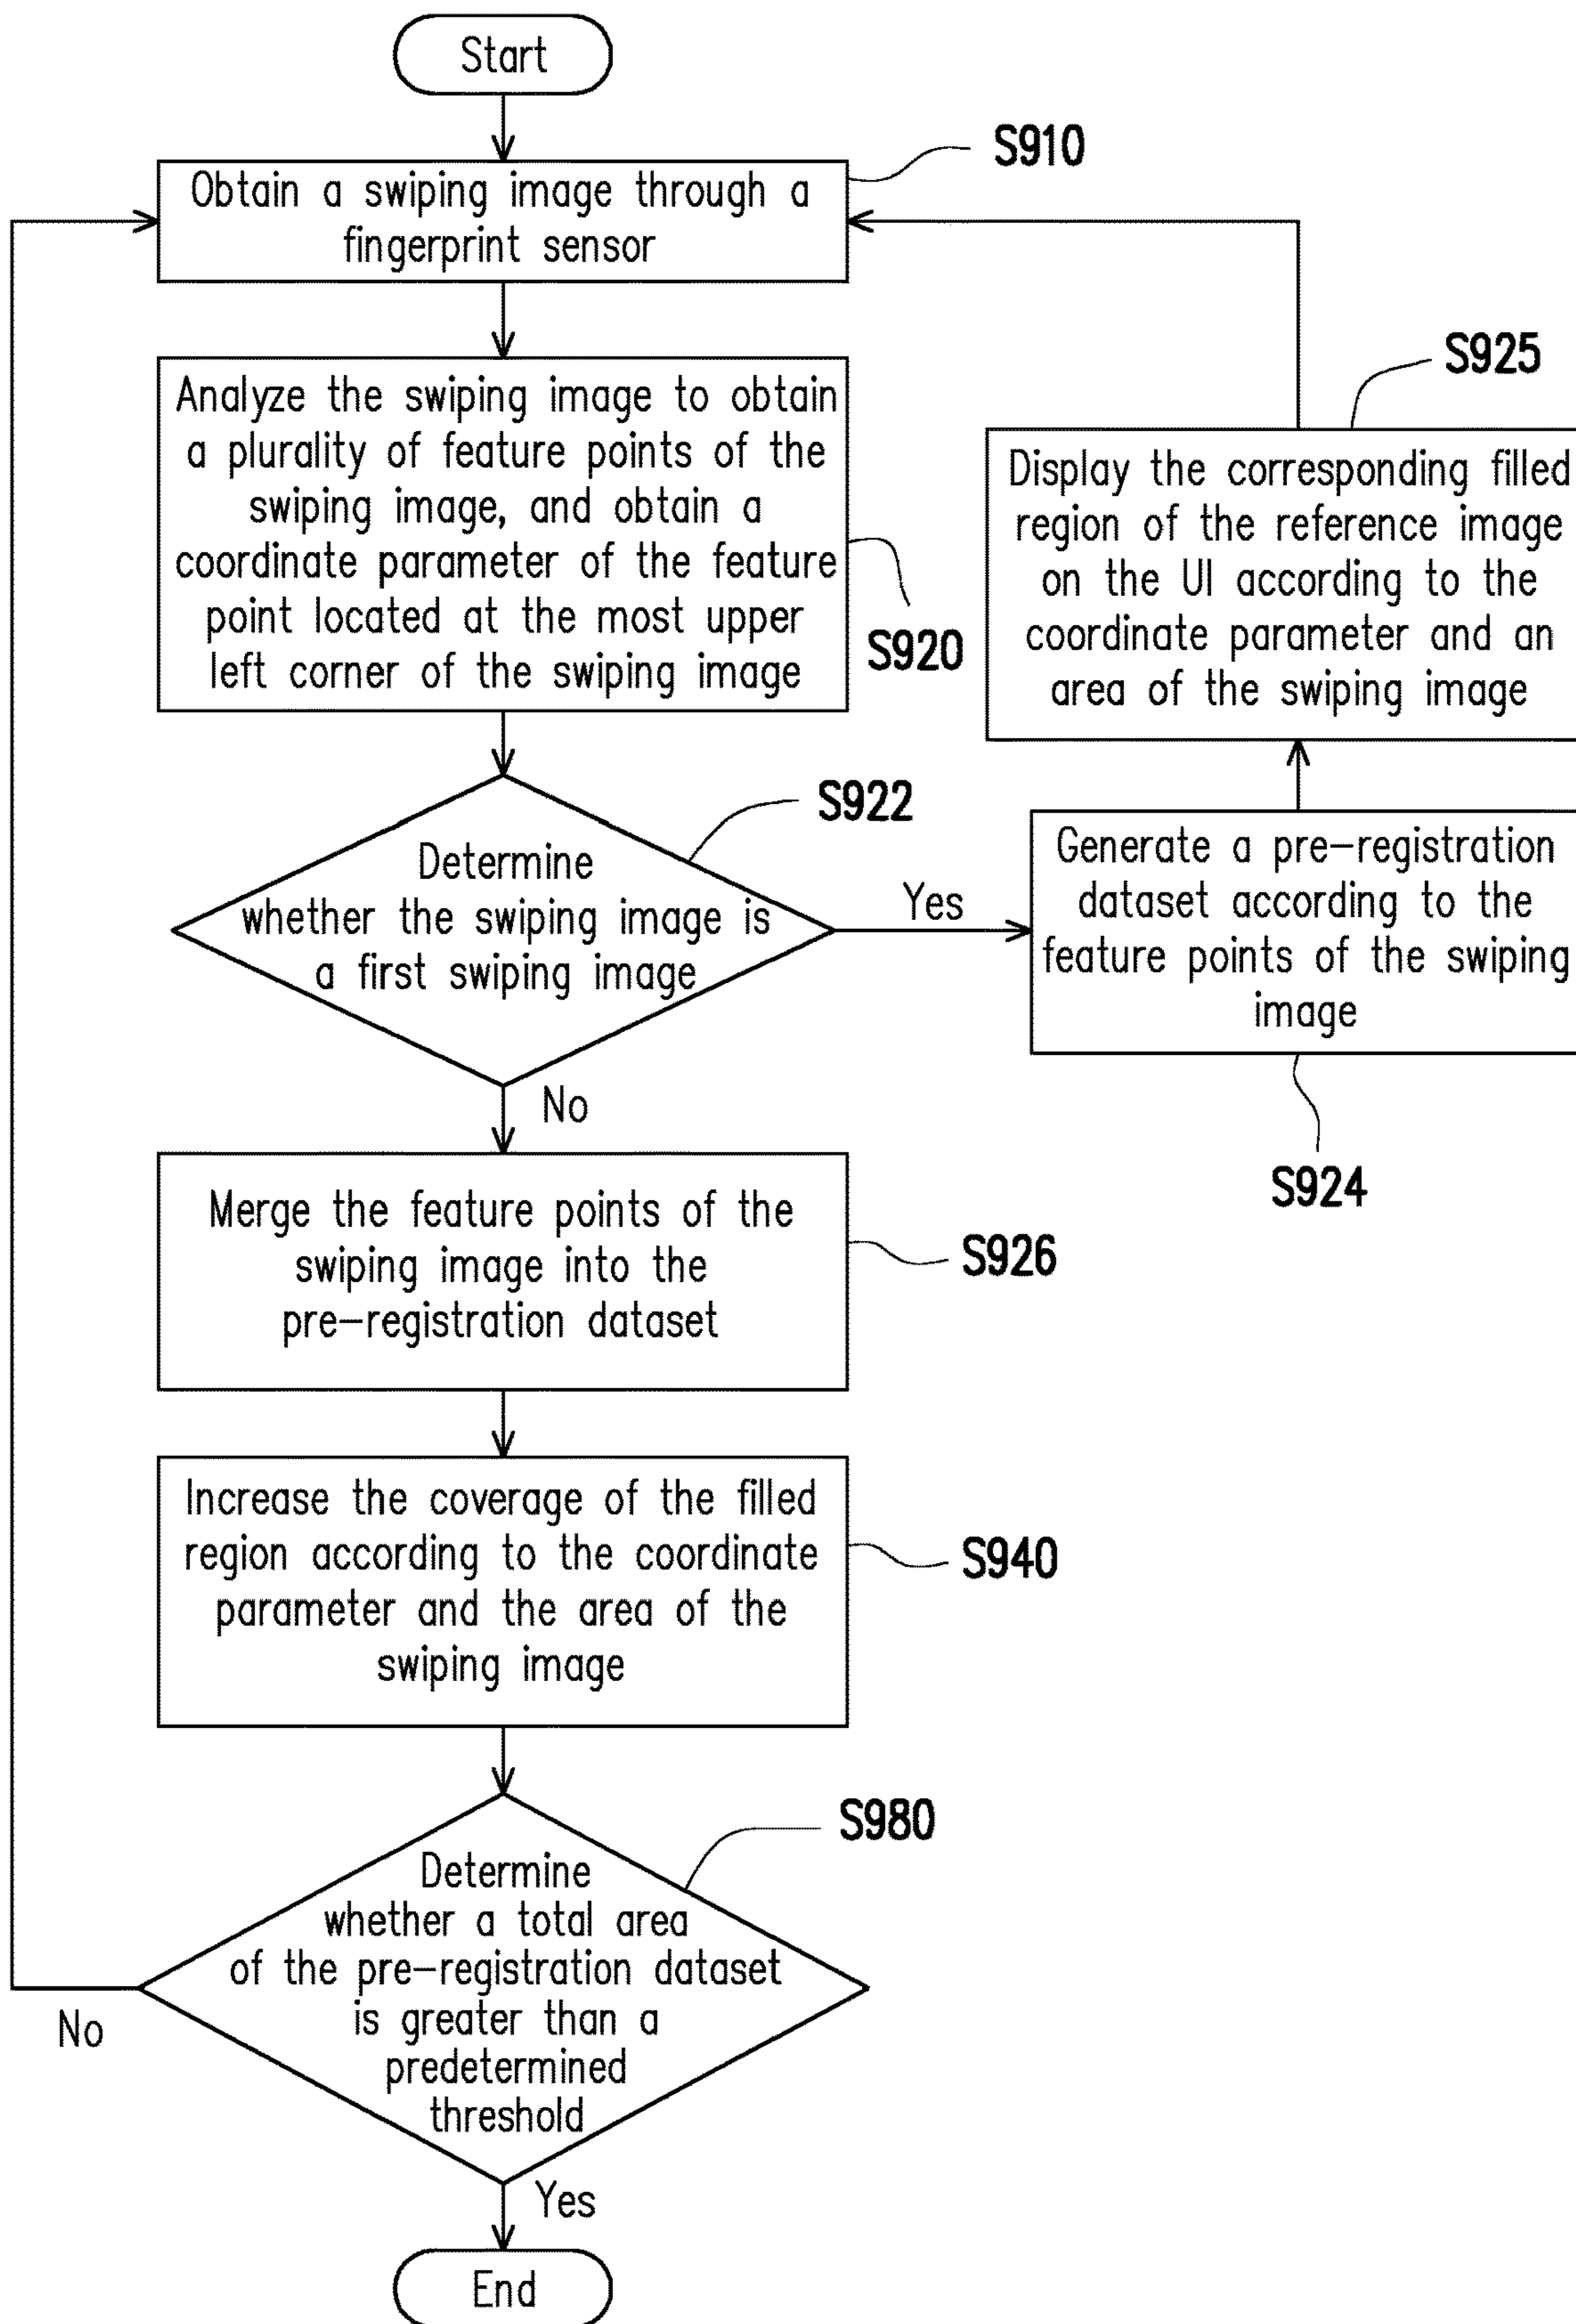 Start
S910
Obtain a swiping image through a
fingerprint sensor
Analyze the swiping image to obtain
a plurality of feature points of the
swiping image, and obtain a
coordinate parameter of the feature
point located at the most upper
left corner of the swiping image
S920
S925
Display the corresponding filled
region of the reference image
on the UI according to the
coordinate parameter and an
area of the swiping image
S922
Determine
whether the swiping image is
a first swiping image
Yes
Generate a pre-registration
dataset according to the
feature points of the swiping
image
S924
No
Merge the feature points of the
swiping image into the
pre-registration dataset
S926
Increase the coverage of the filled
region according to the coordinate
parameter and the area of the
swiping image
S940
S980
Determine
whether a total area
of the pre-registration dataset
is greater than a
predetermined
threshold
No
Yes
End